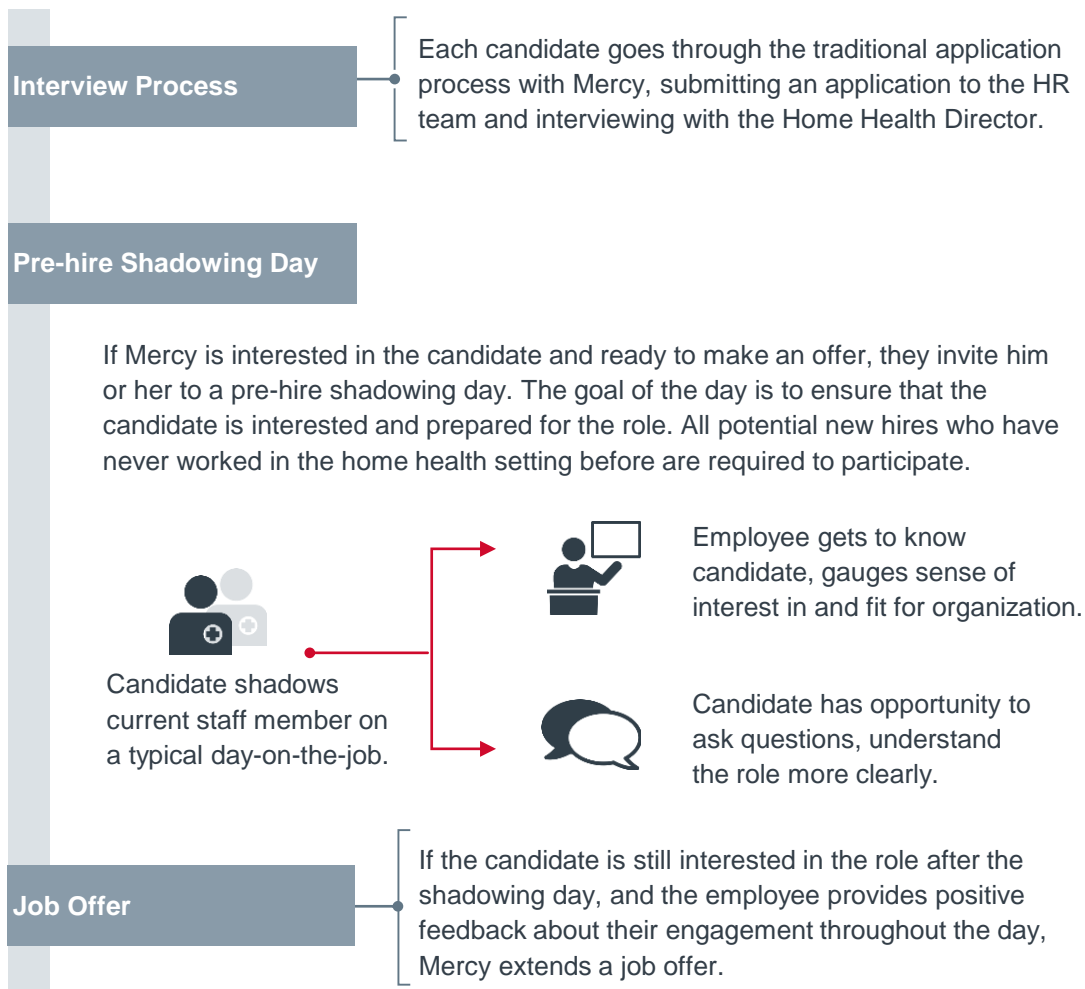 Interview Process
Each candidate goes through the traditional application
process with Mercy, submitting an application to the HR
team and interviewing with the Home Health Director.
Pre-hire Shadowing Day
If Mercy is interested in the candidate and ready to make an offer, they invite him
or her to a pre-hire shadowing day. The goal of the day is to ensure that the
candidate is interested and prepared for the role. All potential new hires who have
never worked in the home health setting before are required to participate.
Candidate shadows
current staff member on
a typical day-on-the-job.
Employee gets to know
candidate, gauges sense of
interest in and fit for organization.
Candidate has opportunity to
ask questions, understand
the role more clearly.
Job Offer
If the candidate is still interested in the role after the
shadowing day, and the employee provides positive
feedback about their engagement throughout the day,
Mercy extends a job offer.